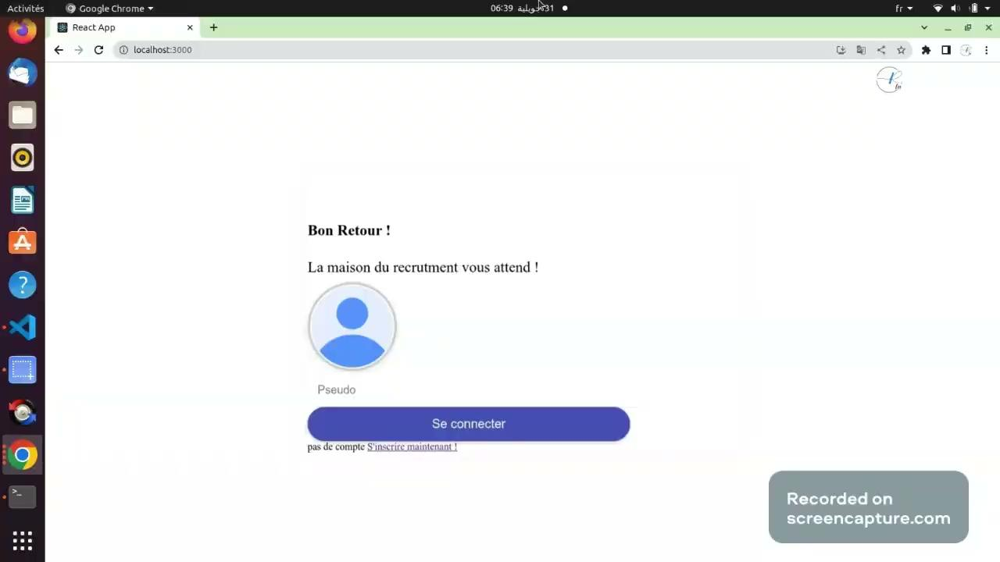 Activités
Google Chrome
06:39 31 جويلية
fr
React App
localhost:3000
Bon Retour !
La maison du recrutment vous attend !
Pseudo
Se connecter
pas de compte S'inscrire maintenant !
Recorded on
screencapture.com